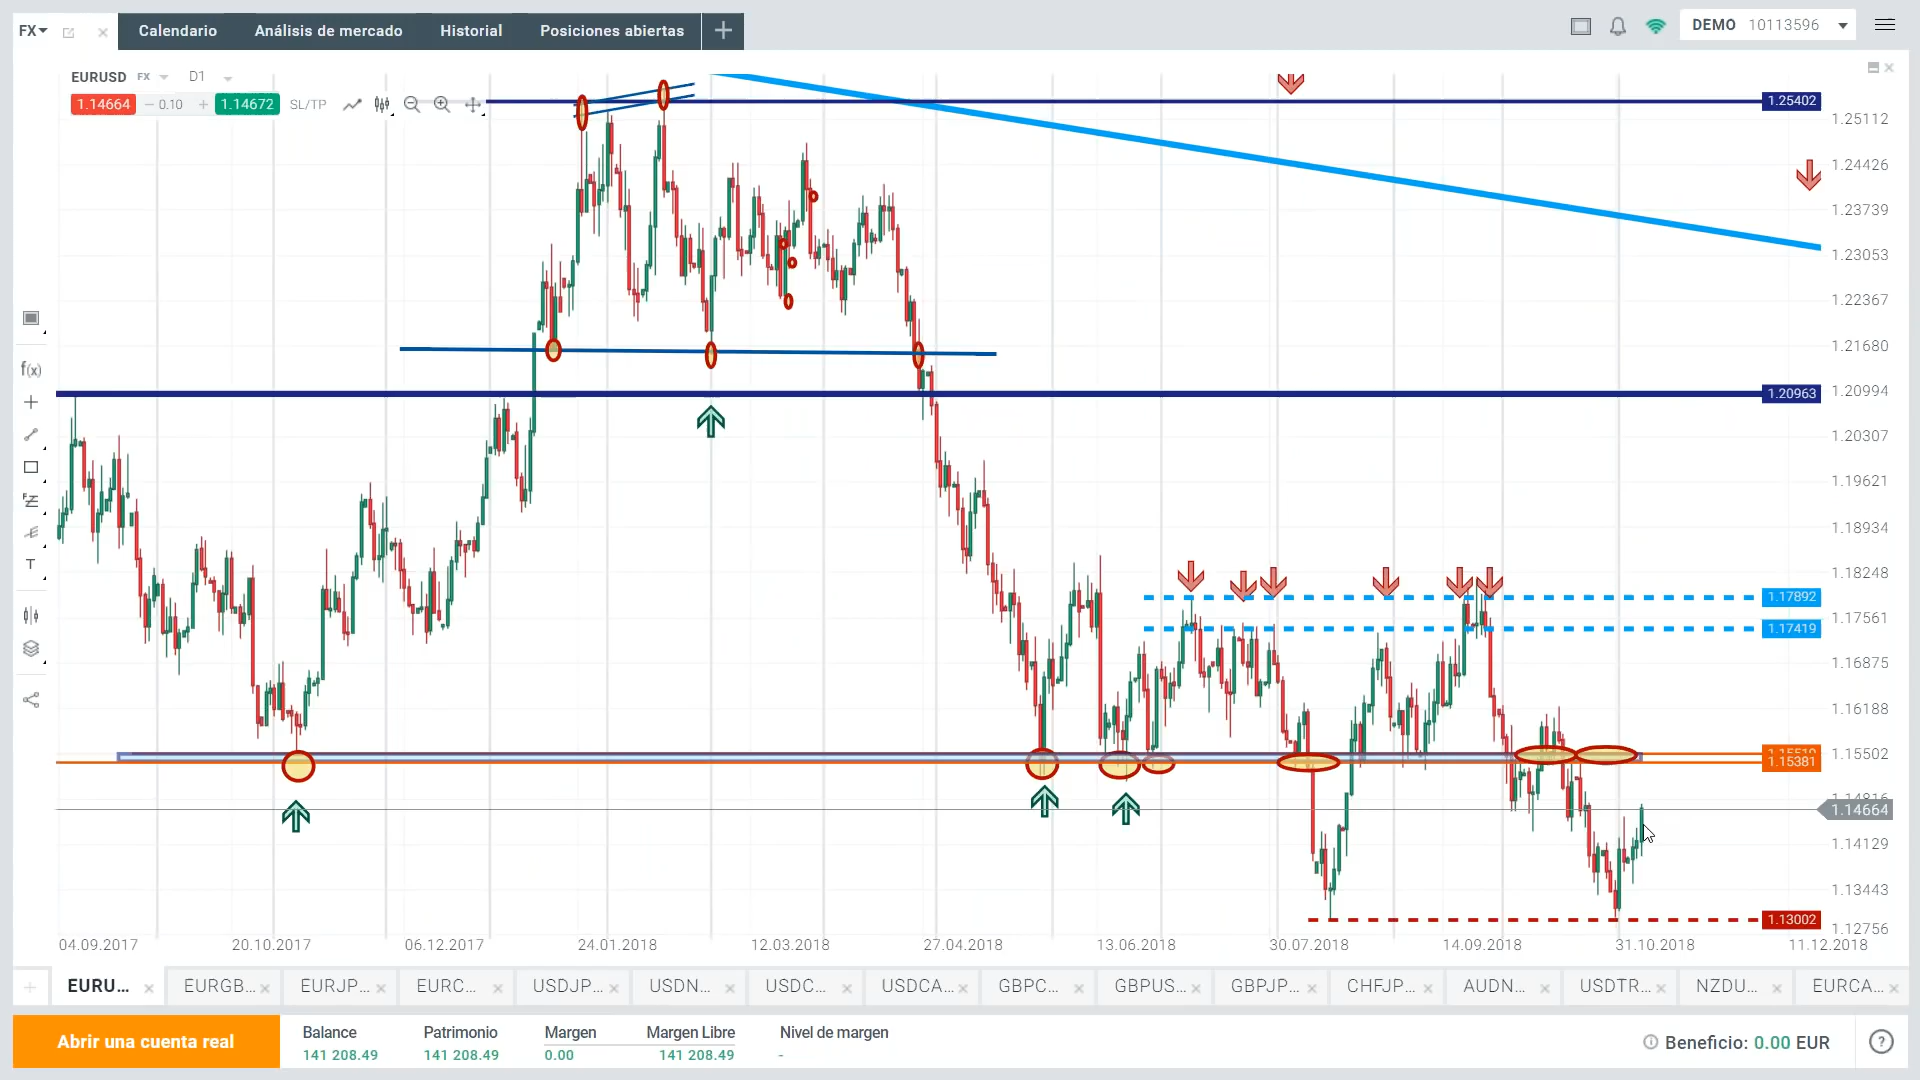 FX
Calendario
Análisis de mercado
Historial
Posiciones abiertas
DEMO 10113596
EURUSD FX D1
1.14664 0.10 1.14672 SL/TP
1.25402
1.25112
1.24426
1.23739
1.23053
1.22367
1.21680
1.20963
1.20994
1.20307
1.19621
1.18934
1.18248
1.17892
1.17561
1.17419
1.16875
1.16188
1.15502
1.15381
1.14664
1.14129
1.13443
1.13002
1.12756
f(x)
T
04.09.2017 20.10.2017 06.12.2017 24.01.2018 12.03.2018 27.04.2018 13.06.2018 30.07.2018 14.09.2018 31.10.2018 11.12.2018
EURU... EURGB... EURJP... EURC... USDJP... USDN... USDC... USDCA... GBPC... GBPUS... GBPJP... CHFJP... AUDN... USDTR... NZDU... EURCA...
Abrir una cuenta real
Balance Patrimonio Margen Margen Libre Nivel de margen
141 208.49 141 208.49 0.00 141 208.49 -
Beneficio: 0.00 EUR
?